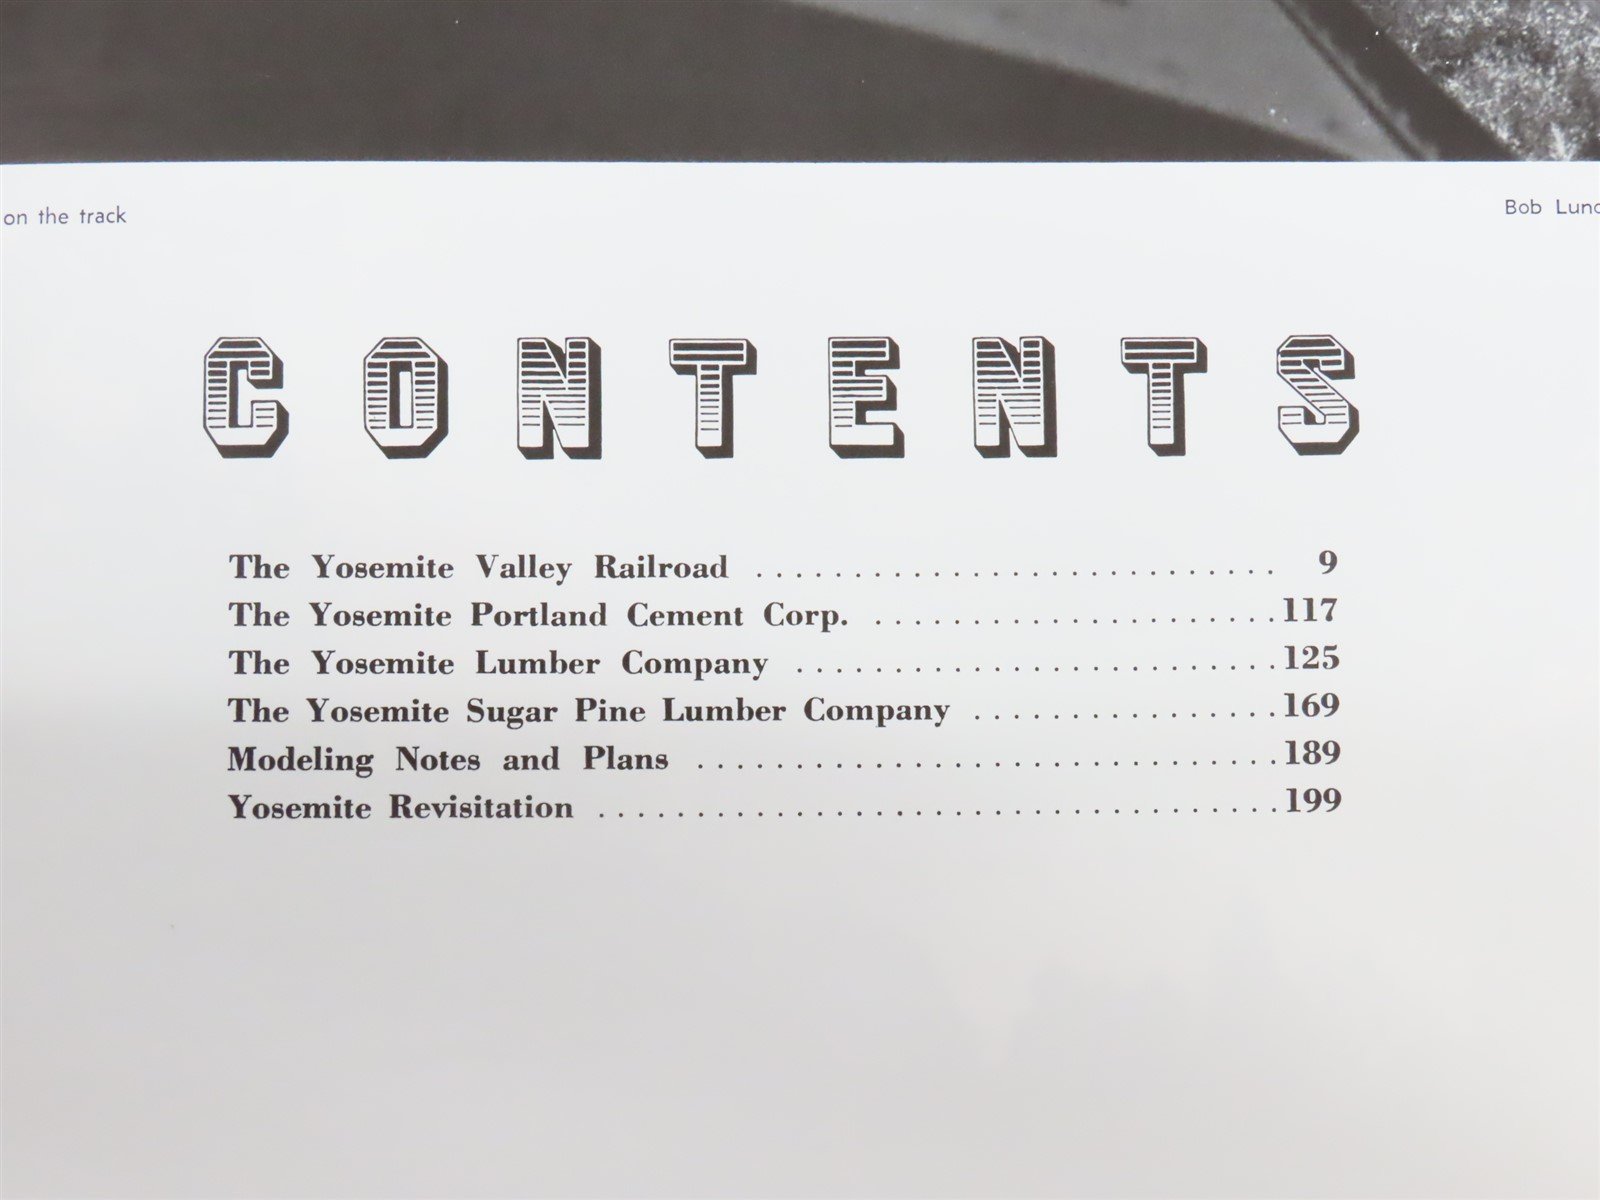 on the track
Bob
CONTENTS
The Yosemite Valley Railroad . . . . . . . . . . . . . . . . . . . . . . . . . . . 9
The Yosemite Portland Cement Corp. . . . . . . . . . . . . . . . . . 117
The Yosemite Lumber Company . . . . . . . . . . . . . . . . . . . . . . . . . 125
The Yosemite Sugar Pine Lumber Company . . . . . . . . . . . . . . . . 169
Modeling Notes and Plans . . . . . . . . . . . . . . . . . . . . . . . . . . . . . . 189
Yosemite Revisitation . . . . . . . . . . . . . . . . . . . . . . . . . . . . . . . . . . . 199